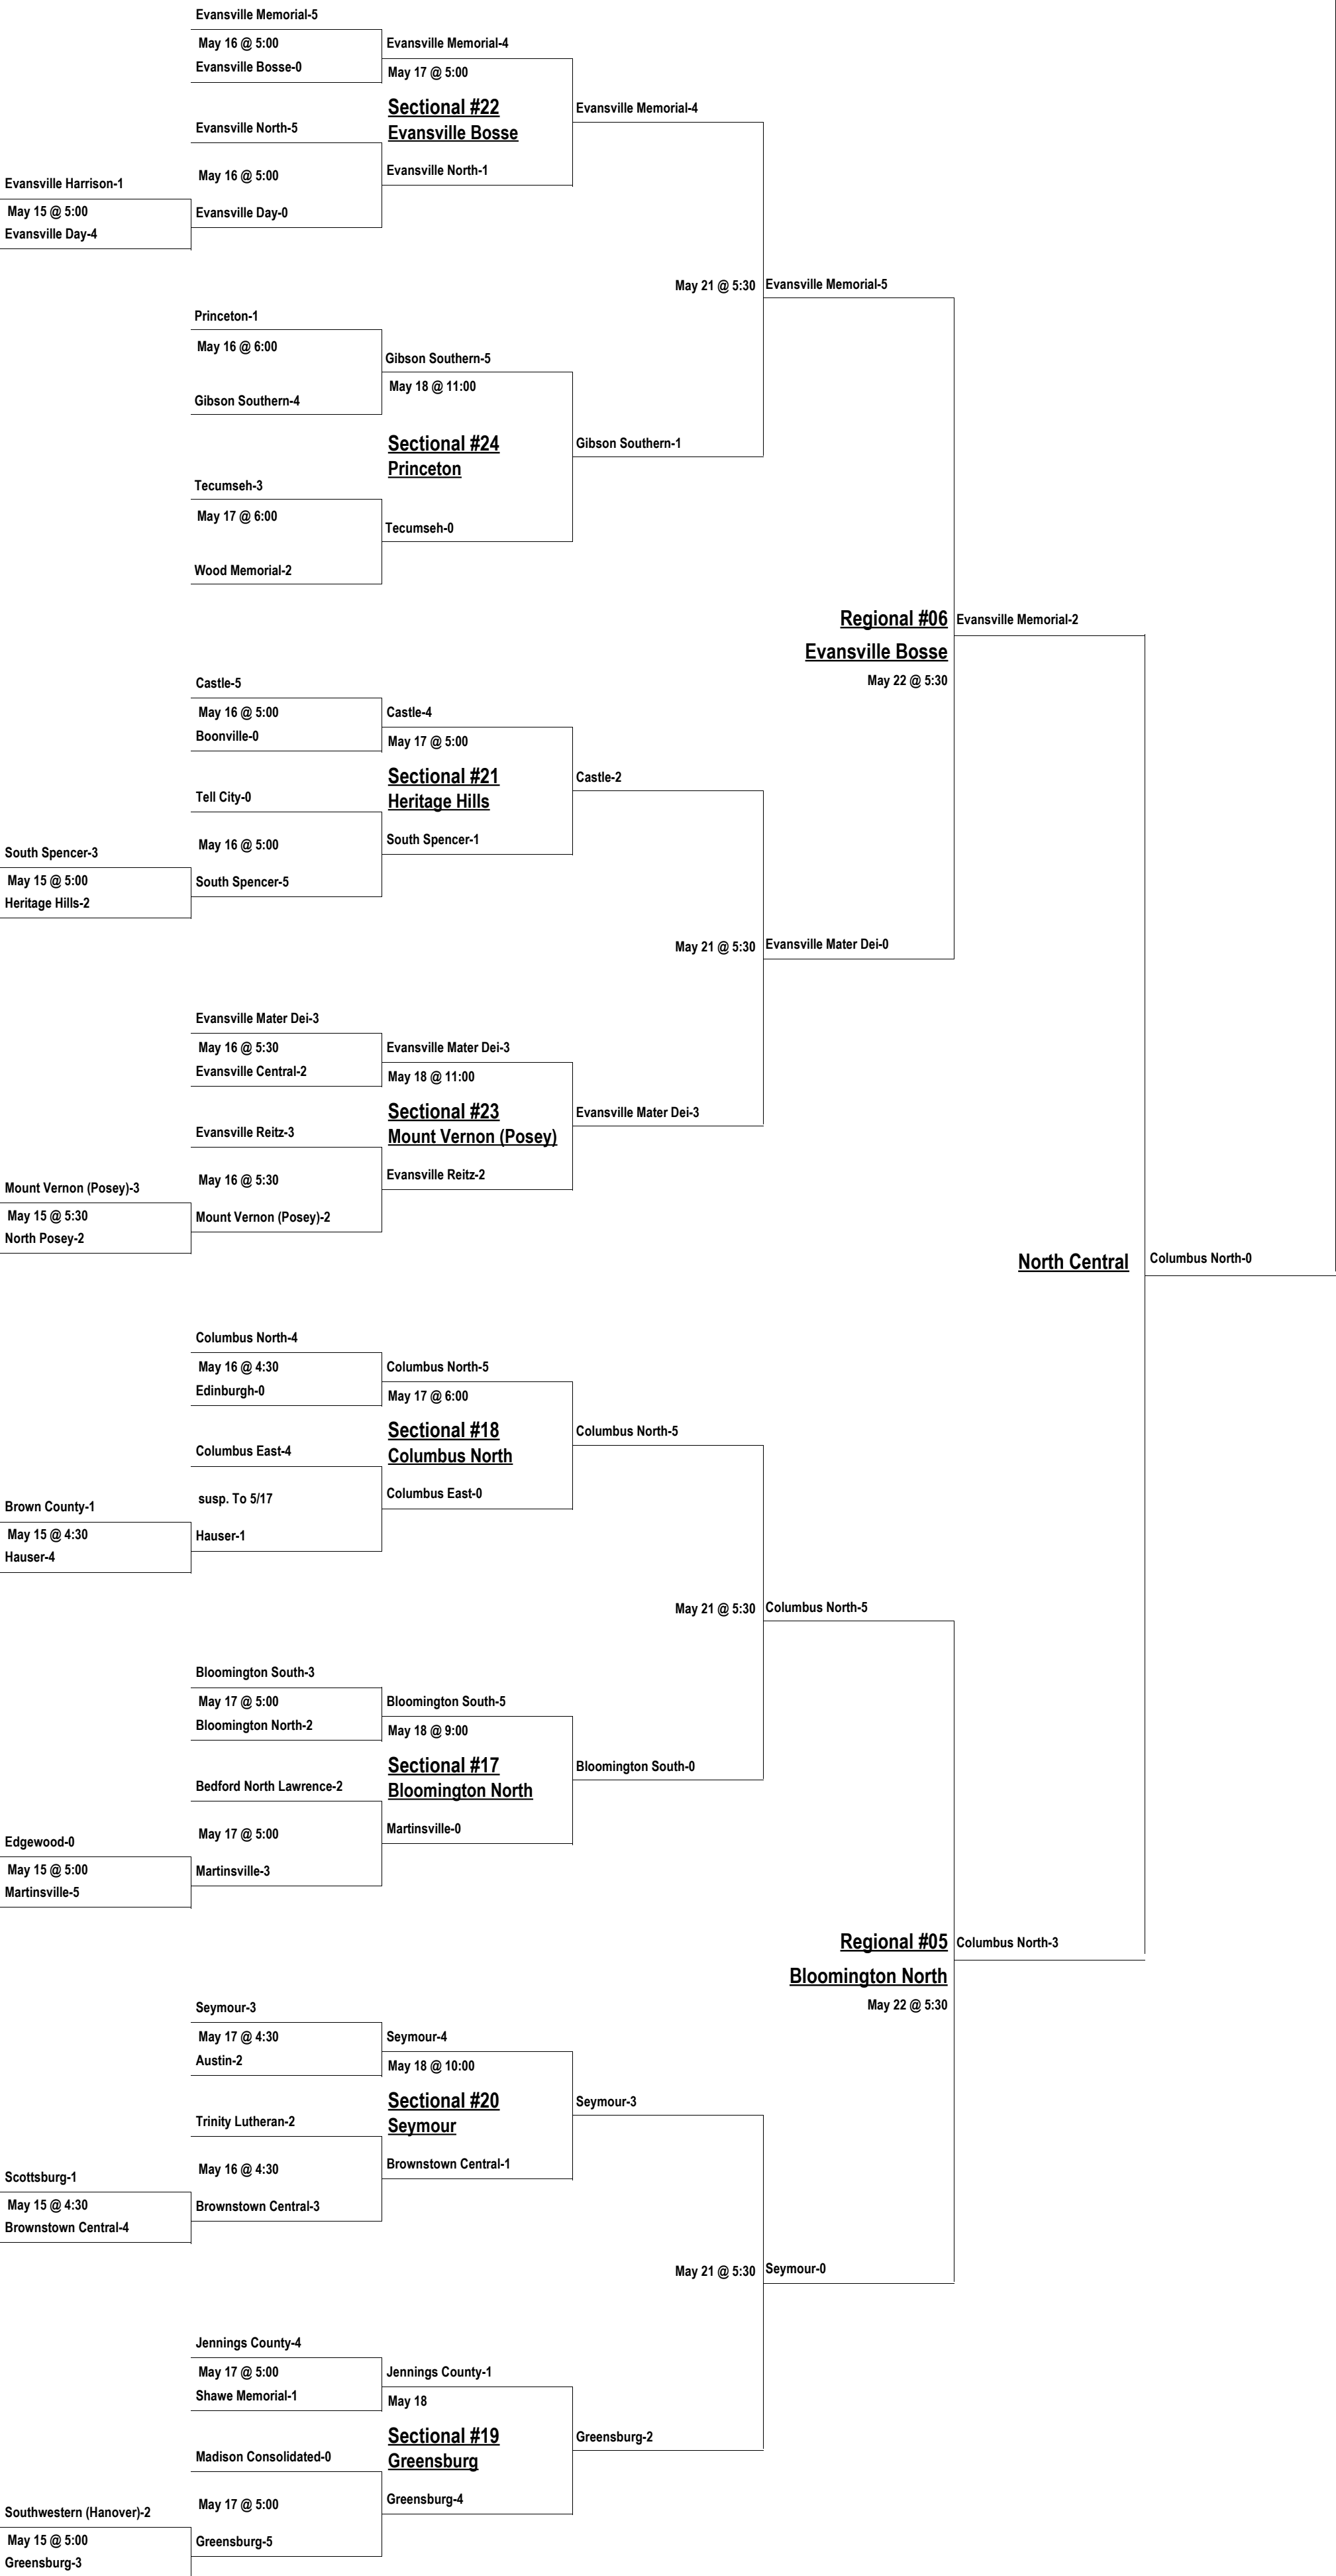 Evansville Memorial-5
May 16 @ 5:00
Evansville Memorial-4
Evansville Bosse-0
May 17 @ 5:00
Sectional #22
Evansville Memorial-4
Evansville North-5
Evansville Bosse
Evansville North-1
May 16 @ 5:00
Evansville Harrison-1
May 15 @ 5:00
Evansville Day-0
Evansville Day-4
May 21 @ 5:30
Evansville Memorial-5
Princeton-1
May 16 @ 6:00
Gibson Southern-5
May 18 @ 11:00
Gibson Southern-4
Sectional #24
Gibson Southern-1
Princeton
Tecumseh-3
May 17 @ 6:00
Tecumseh-0
Wood Memorial-2
Regional #06
Evansville Memorial-2
Evansville Bosse
May 22 @ 5:30
Castle-5
May 16 @ 5:00
Castle-4
Boonville-0
May 17 @ 5:00
Sectional #21
Castle-2
Tell City-0
Heritage Hills
South Spencer-1
May 16 @ 5:00
South Spencer-3
May 15 @ 5:00
South Spencer-5
Heritage Hills-2
May 21 @ 5:30
Evansville Mater Dei-0
Evansville Mater Dei-3
May 16 @ 5:30
Evansville Mater Dei-3
Evansville Central-2
May 18 @ 11:00
Sectional #23
Evansville Mater Dei-3
Evansville Reitz-3
Mount Vernon (Posey)
Evansville Reitz-2
May 16 @ 5:30
Mount Vernon (Posey)-3
May 15 @ 5:30
Mount Vernon (Posey)-2
North Posey-2
North Central
Columbus North-0
Columbus North-4
May 16 @ 4:30
Columbus North-5
Edinburgh-0
May 17 @ 6:00
Sectional #18
Columbus North-5
Columbus East-4
Columbus North
Columbus East-0
susp. To 5/17
Brown County-1
May 15 @ 4:30
Hauser-1
Hauser-4
May 21 @ 5:30
Columbus North-5
Bloomington South-3
May 17 @ 5:00
Bloomington South-5
Bloomington North-2
May 18 @ 9:00
Sectional #17
Bloomington South-0
Bedford North Lawrence-2
Bloomington North
Martinsville-0
May 17 @ 5:00
Edgewood-0
May 15 @ 5:00
Martinsville-3
Martinsville-5
Regional #05
Columbus North-3
Bloomington North
May 22 @ 5:30
Seymour-3
May 17 @ 4:30
Seymour-4
Austin-2
May 18 @ 10:00
Sectional #20
Seymour-3
Trinity Lutheran-2
Seymour
Brownstown Central-1
May 16 @ 4:30
Scottsburg-1
May 15 @ 4:30
Brownstown Central-3
Brownstown Central-4
May 21 @ 5:30
Seymour-0
Jennings County-4
May 17 @ 5:00
Jennings County-1
Shawe Memorial-1
May 18
Sectional #19
Greensburg-2
Madison Consolidated-0
Greensburg
Greensburg-4
May 17 @ 5:00
Southwestern (Hanover)-2
May 15 @ 5:00
Greensburg-5
Greensburg-3